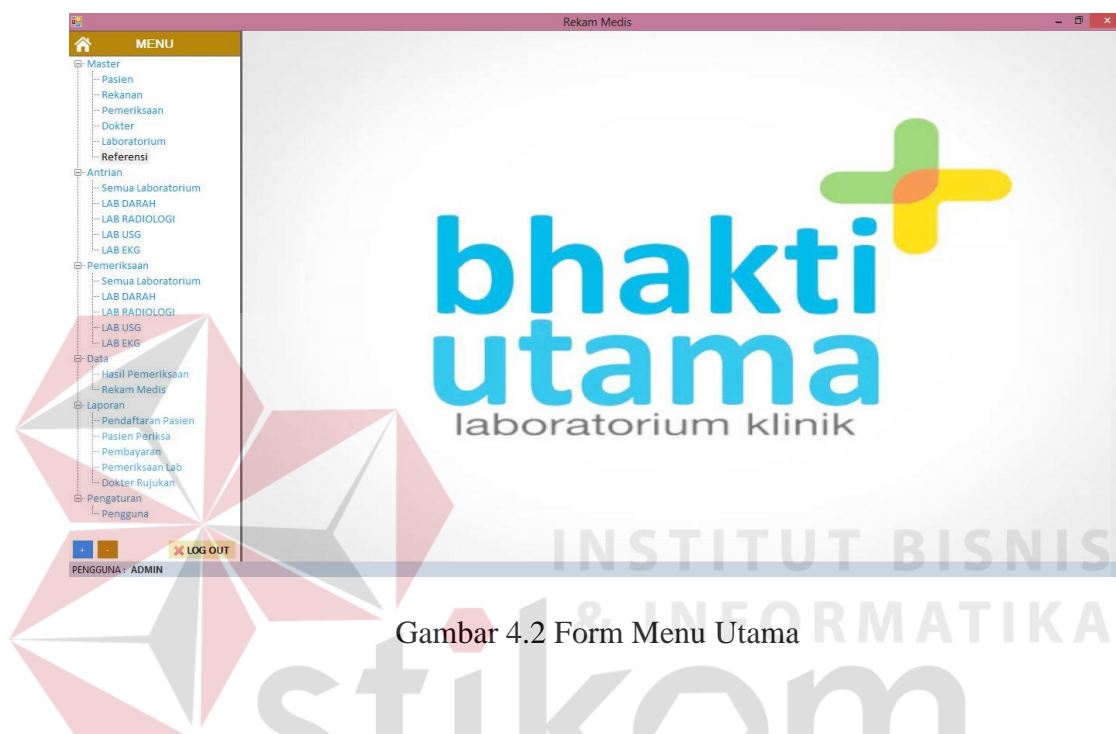 Rekam Medis
MENU
Master
Pasien
Rekanan
Pemeriksaan
Dokter
Laboratorium
Referensi
Antrian
Semua Laboratorium
LAB DARAH
LAB RADIOLOGI
LAB USG
LAB EKG
Pemeriksaan
Semua Laboratorium
LAB DARAH
LAB RADIOLOGI
LAB USG
LAB EKG
Data
Hasil Pemeriksaan
Rekam Medis
Laporan
Pendaftaran Pasien
Pasien Periksa
Pembayaran
Pemeriksaan Lab
Dokter Rujukan
Pengaturan
Pengguna
+ - LOG OUT
PENGGUNA : ADMIN
bhakti
utama
laboratorium klinik
INSTITUT BISNIS
& INFORMATIKA
stikom
Gambar 4.2 Form Menu Utama